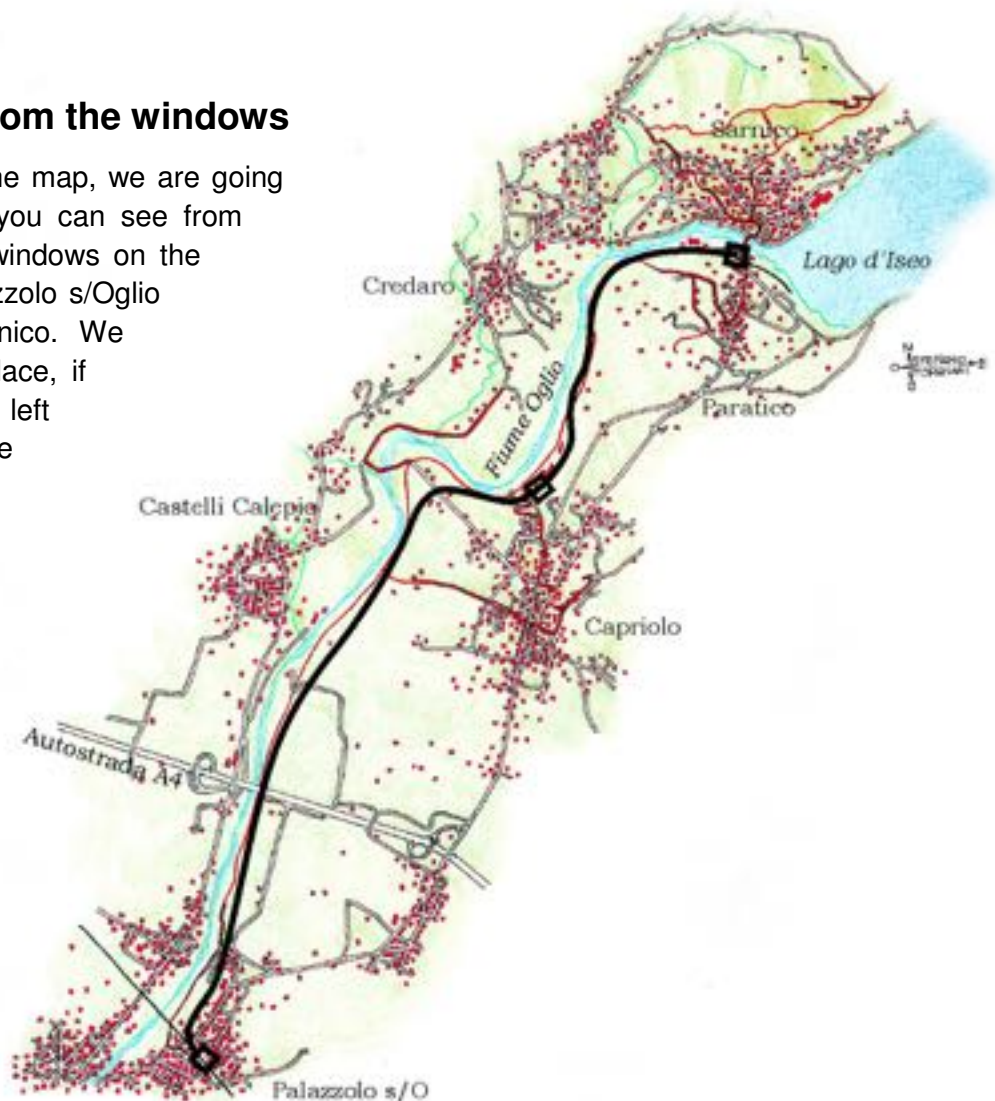 om the windows
ne map, we are going
you can see from
windows on the
zzolo s/Oglio
nico. We
lace, if
left
e
Sarnico
Lago d'Iseo
Credaro
N
O
E
S
Fiume Oglio
Paratico
Castelli Calepio
Capriolo
Autostrada A4
Palazzolo s/O